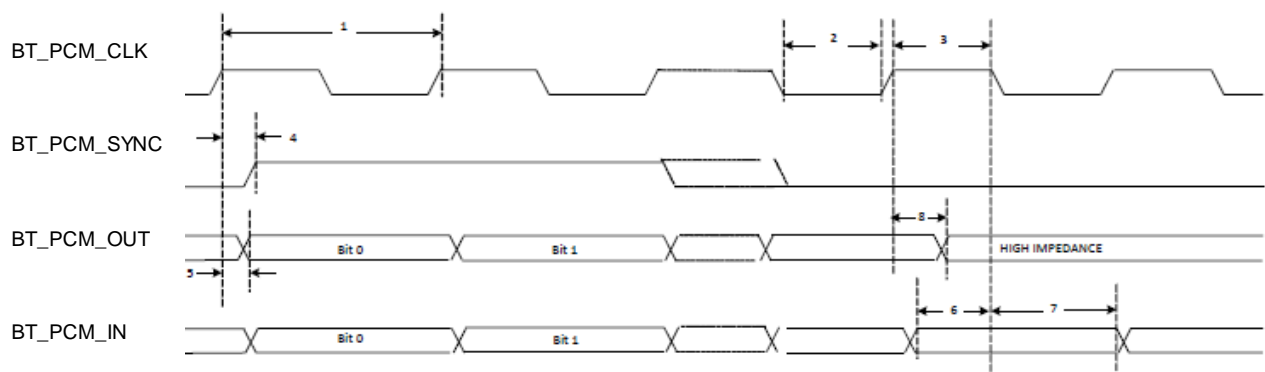 1
BT_PCM_CLK
2
3
BT_PCM_SYNC
4
BT_PCM_OUT
Bit 0
Bit 1
8
HIGH IMPEDANCE
5
BT_PCM_IN
Bit 0
Bit 1
6
7